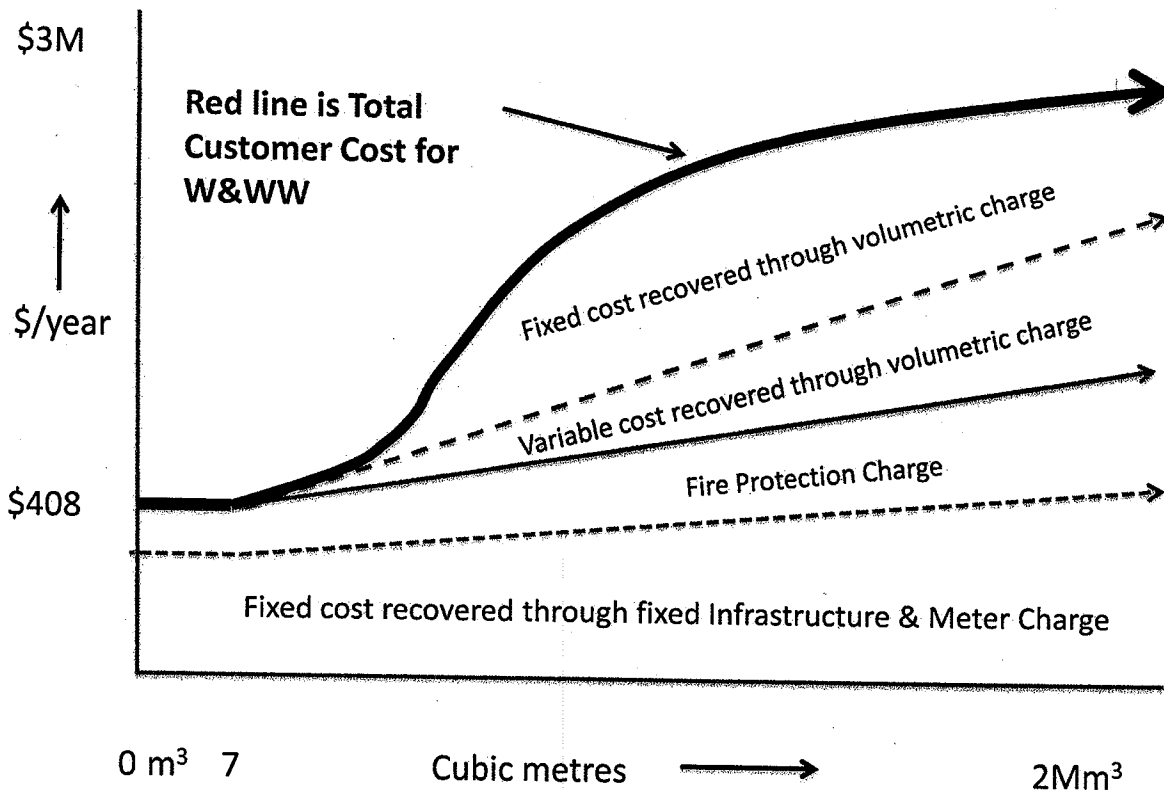 $3M
Red line is Total
Customer Cost for
W&WW
$/year
Fixed cost recovered through volumetric charge
Variable cost recovered through volumetric charge
Fire Protection Charge
$408
Fixed cost recovered through fixed Infrastructure & Meter Charge
0 m³ 7 Cubic metres 2Mm³